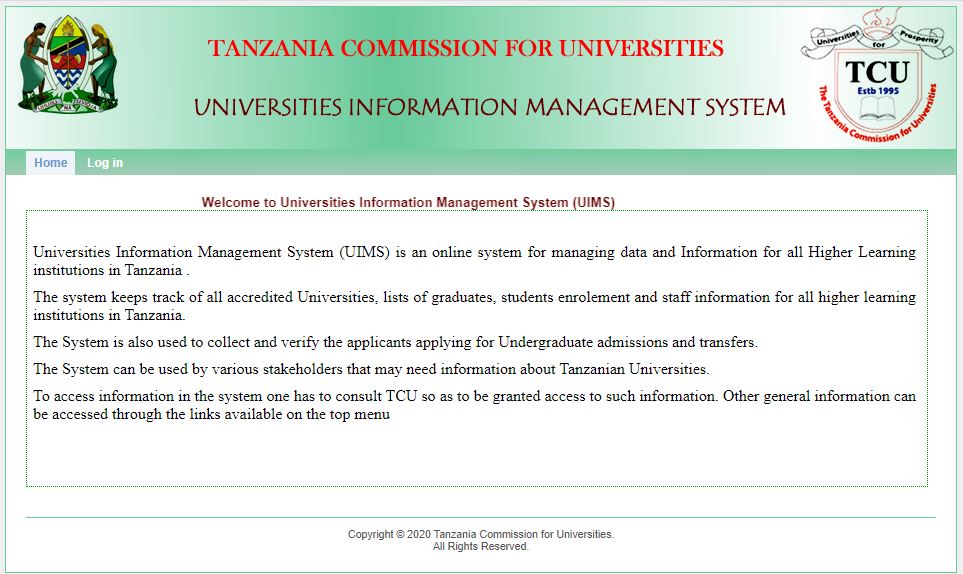 TANZANIA COMMISSION FOR UNIVERSITIES
UNIVERSITIES INFORMATION MANAGEMENT SYSTEM
Universities for Prosperity
TCU
Estb 1995
The Tanzania Commission for Universities
Home Log in
Welcome to Universities Information Management System (UIMS)
Universities Information Management System (UIMS) is an online system for managing data and Information for all Higher Learning
institutions in Tanzania .
The system keeps track of all accredited Universities, lists of graduates, students enrolement and staff information for all higher learning
institutions in Tanzania.
The System is also used to collect and verify the applicants applying for Undergraduate admissions and transfers.
The System can be used by various stakeholders that may need information about Tanzanian Universities.
To access information in the system one has to consult TCU so as to be granted access to such information. Other general information can
be accessed through the links available on the top menu
Copyright © 2020 Tanzania Commission for Universities.
All Rights Reserved.